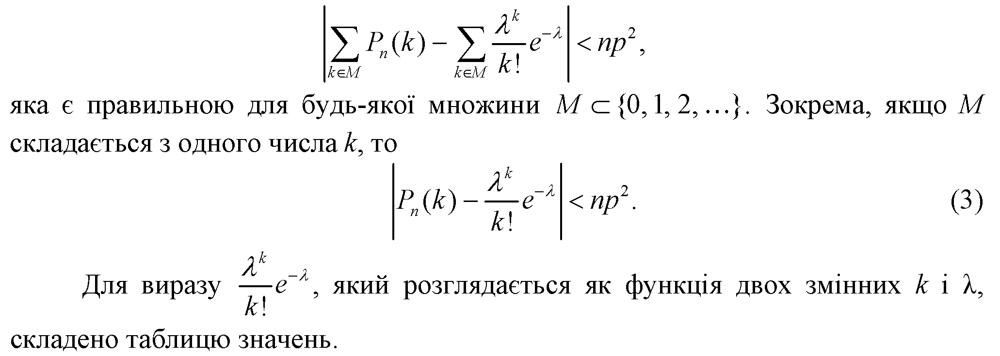 $$\left|\sum_{k \in M} P_n(k) - \sum_{k \in M} \frac{\lambda^k}{k!} e^{-\lambda}\right| < np^2,$$
яка є правильною для будь-якої множини $M \subset \{0, 1, 2, \ldots\}$. Зокрема, якщо $M$
складається з одного числа $k$, то
$$\left|P_n(k) - \frac{\lambda^k}{k!} e^{-\lambda}\right| < np^2. \quad (3)$$
Для виразу $\frac{\lambda^k}{k!} e^{-\lambda}$, який розглядається як функція двох змінних $k$ і λ,
складено таблицю значень.